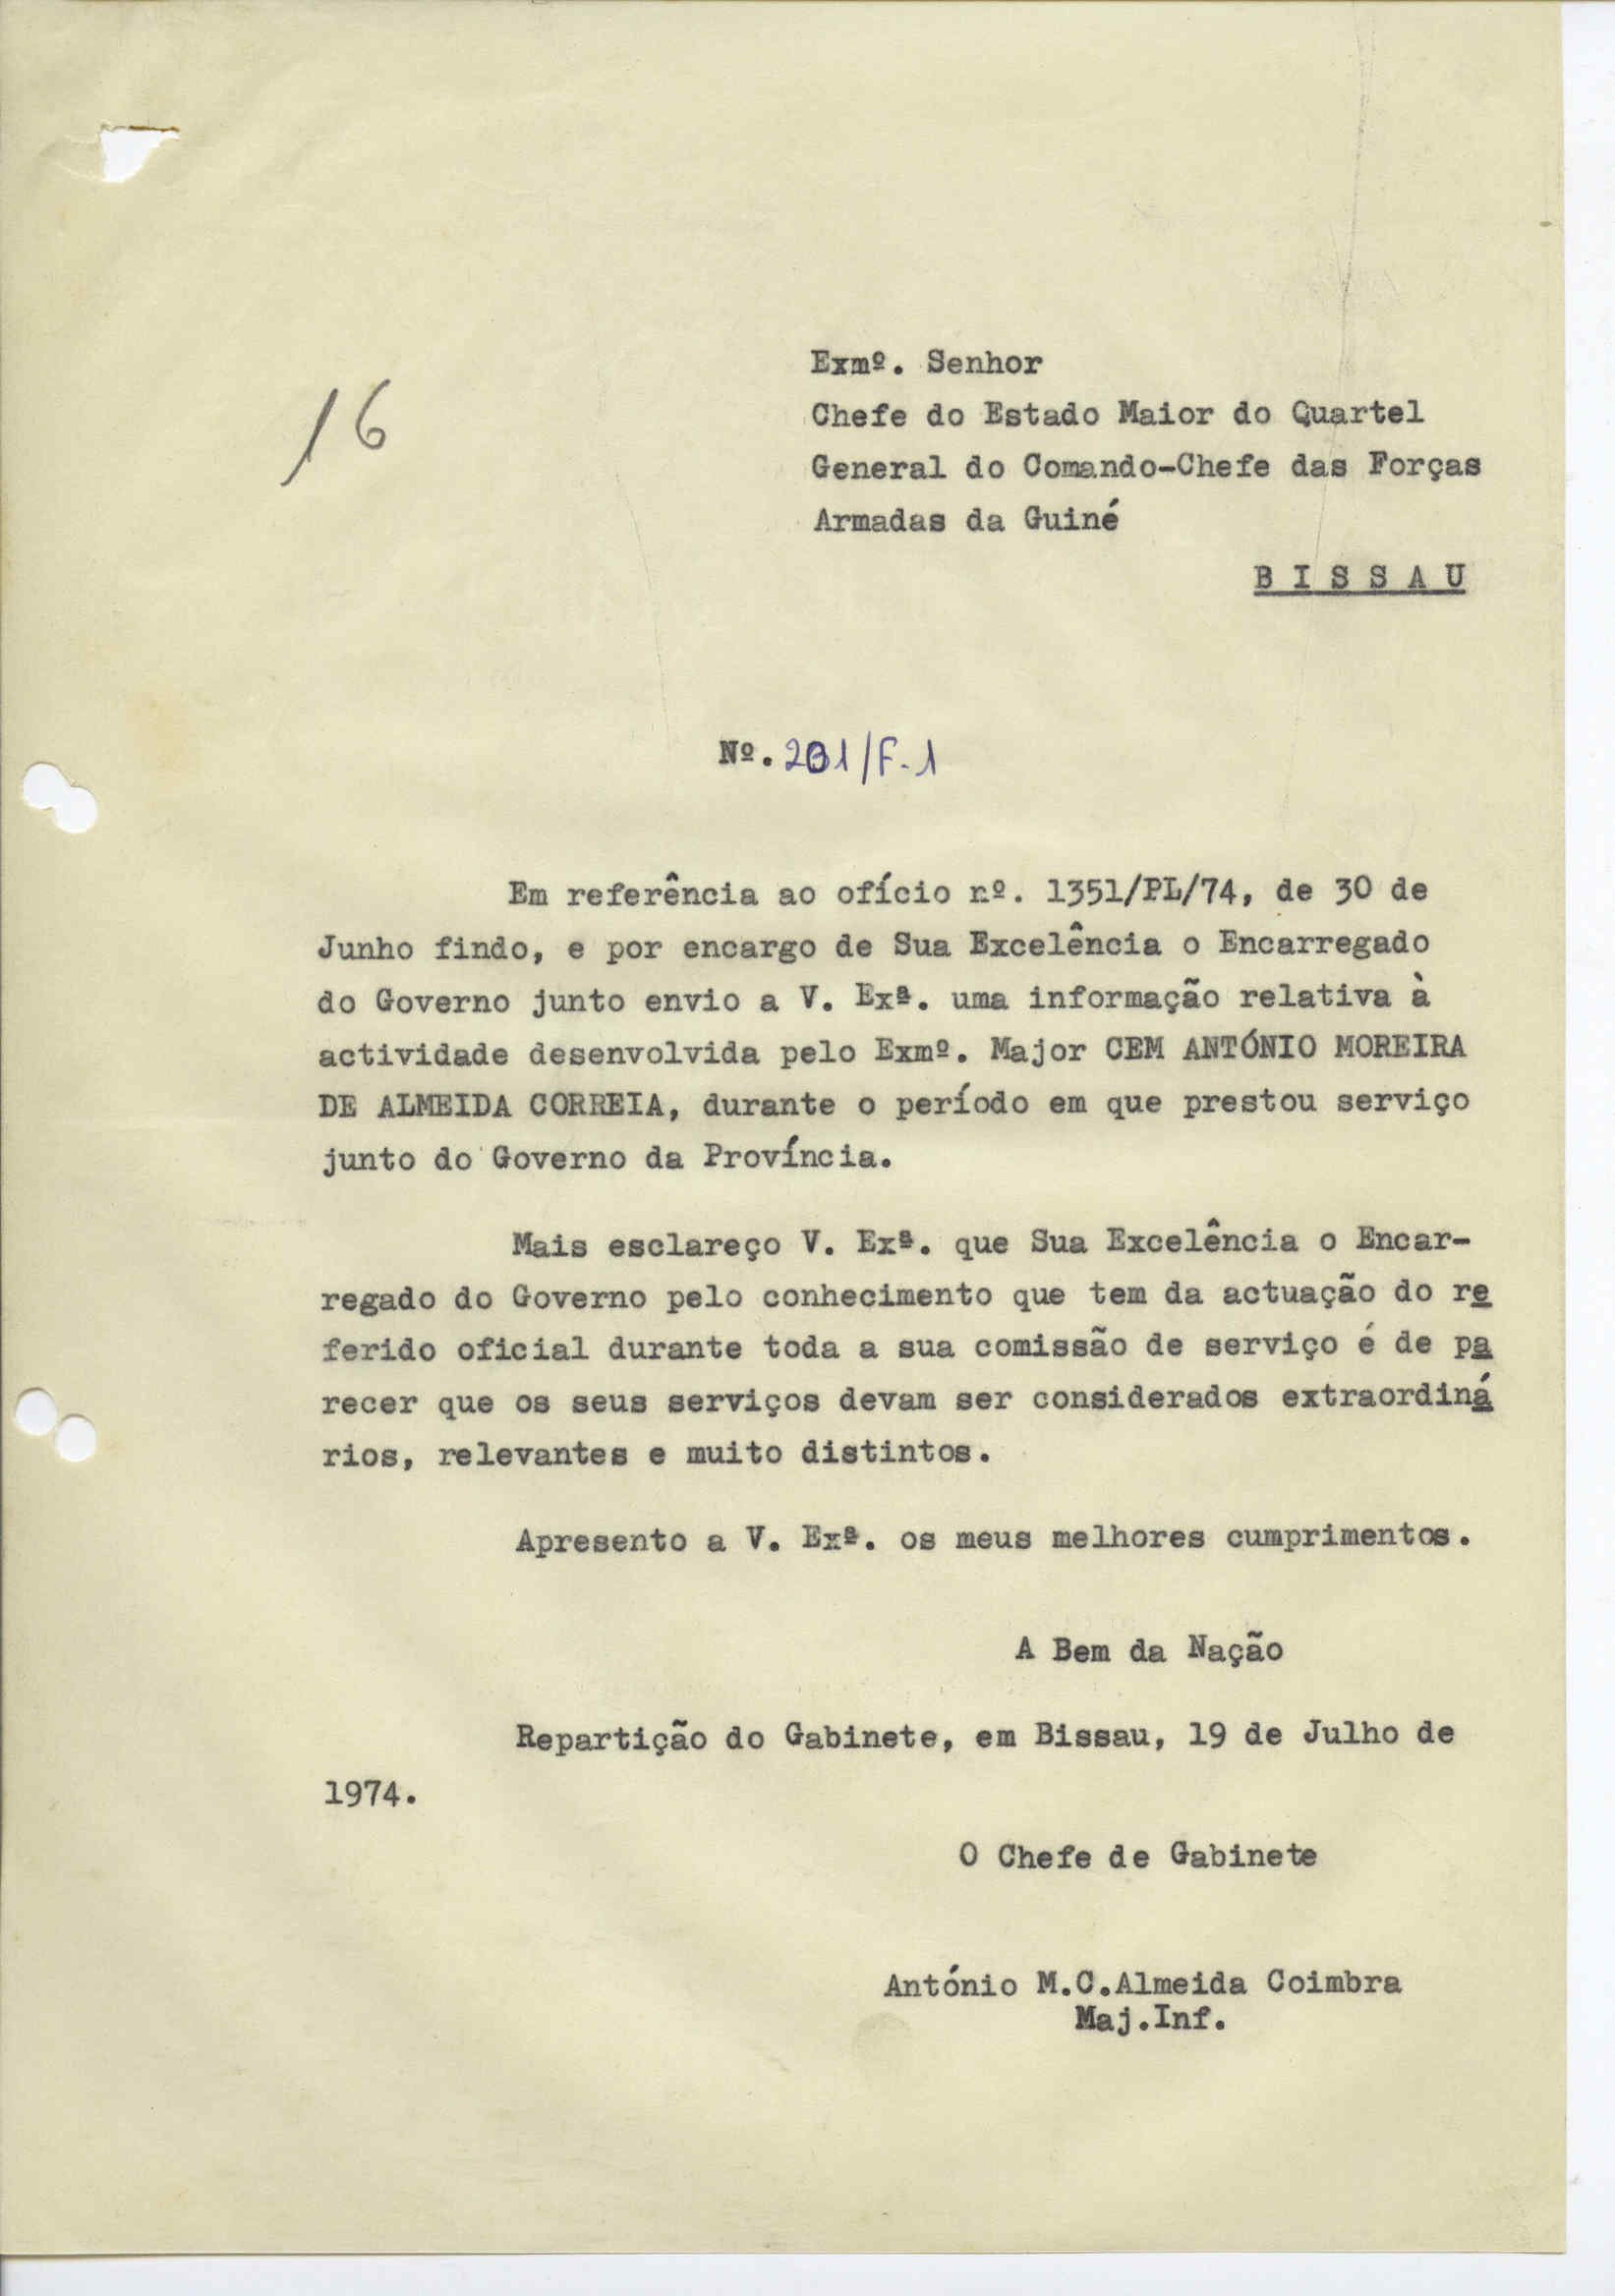 Exmº. Senhor
Chefe do Estado Maior do Quartel
General do Comando-Chefe das Forças
Armadas da Guiné
B I S S A U
16
Nº. 201/F.1
Em referência ao ofício nº. 1351/PL/74, de 30 de
Junho findo, e por encargo de Sua Excelência o Encarregado
do Governo junto envio a V. Exª. uma informação relativa à
actividade desenvolvida pelo Exmº. Major CEM ANTÓNIO MOREIRA
DE ALMEIDA CORREIA, durante o período em que prestou serviço
junto do Governo da Província.
Mais esclareço V. Exª. que Sua Excelência o Encar-
regado do Governo pelo conhecimento que tem da actuação do re
ferido oficial durante toda a sua comissão de serviço é de pa
recer que os seus serviços devam ser considerados extraordiná
rios, relevantes e muito distintos.
Apresento a V. Exª. os meus melhores cumprimentos.
A Bem da Nação
Repartição do Gabinete, em Bissau, 19 de Julho de
1974.
O Chefe de Gabinete
António M.C.Almeida Coimbra
Maj.Inf.